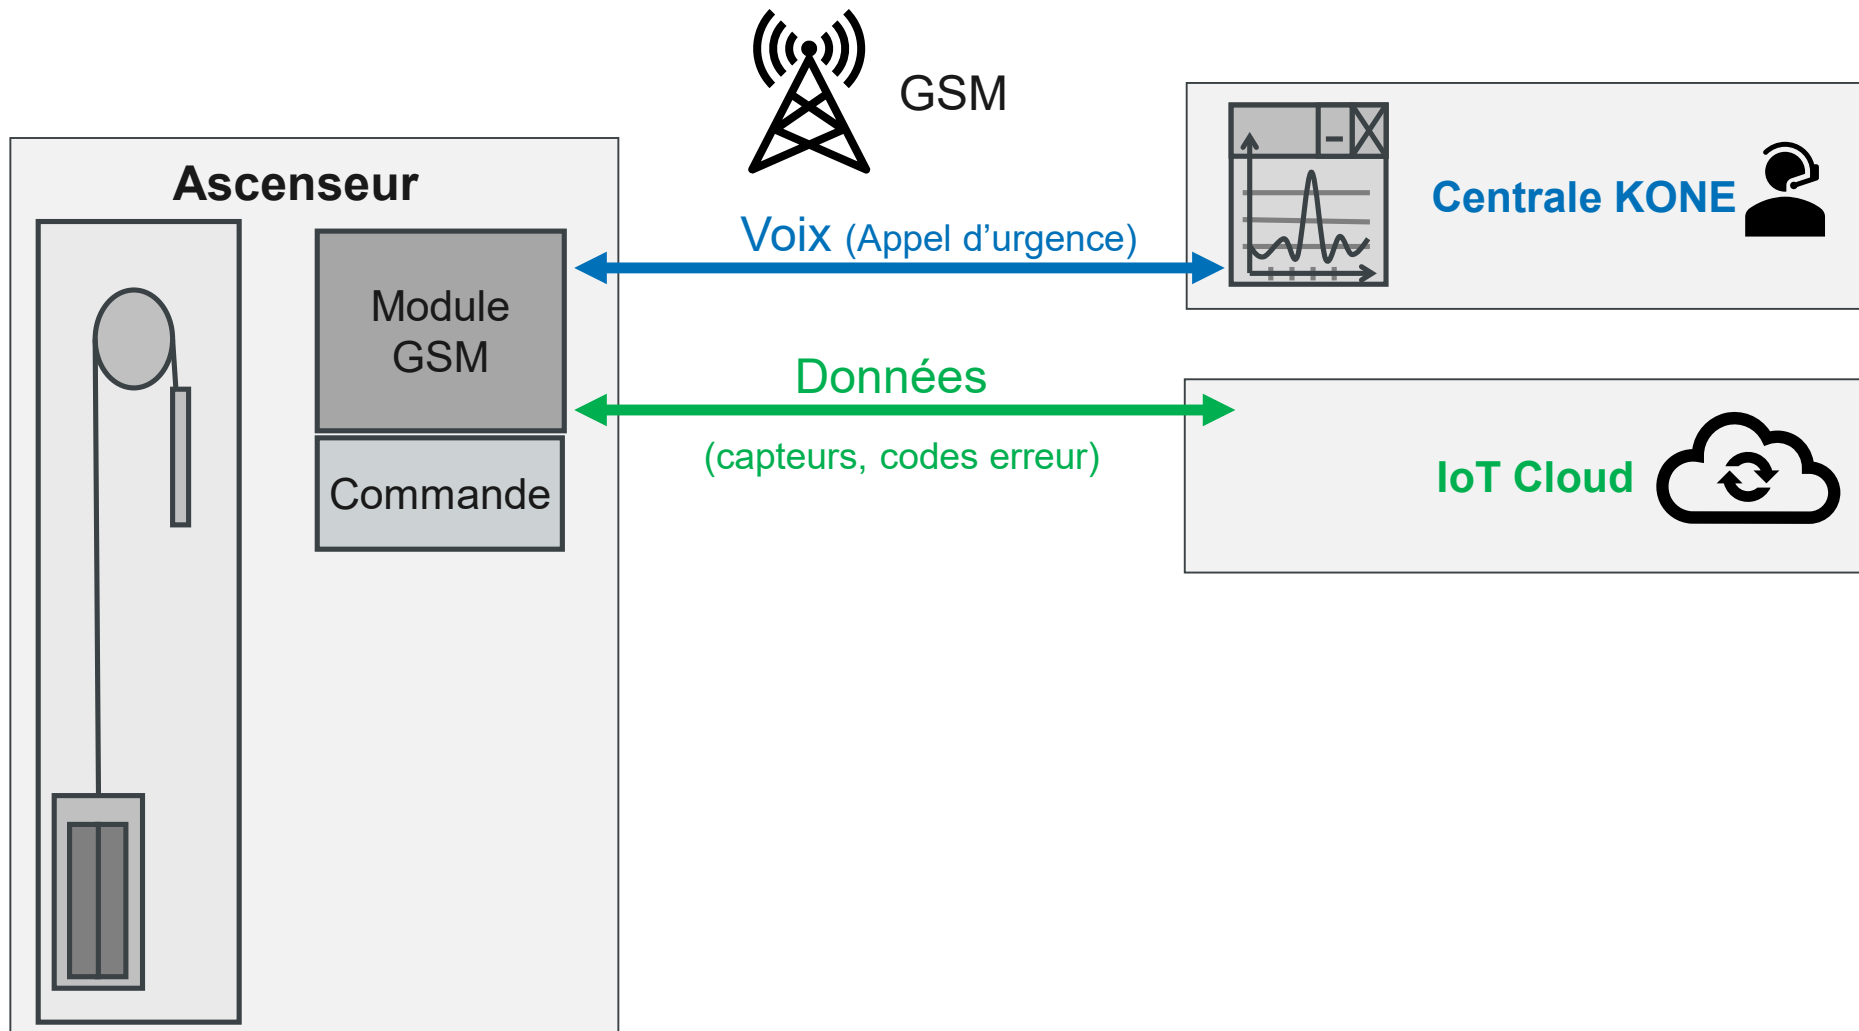 GSM
Ascenseur
Module
GSM
Commande
Voix (Appel d’urgence)
Données
(capteurs, codes erreur)
Centrale KONE
IoT Cloud